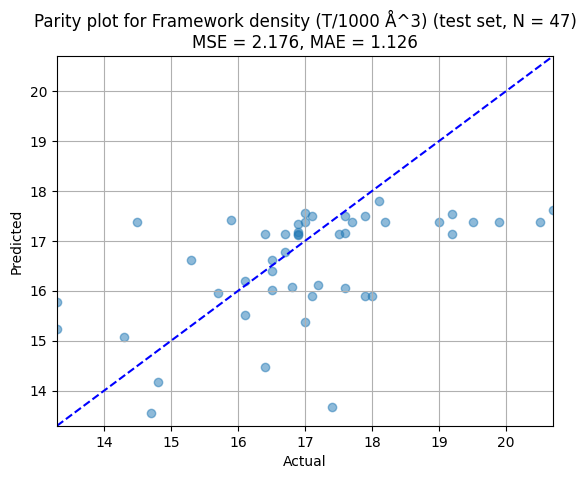 Parity plot for Framework density (T/1000 Å^3) (test set, N = 47)
MSE = 2.176, MAE = 1.126
20
19
18
17
16
15
14
Predicted
14 15 16 17 18 19 20
Actual